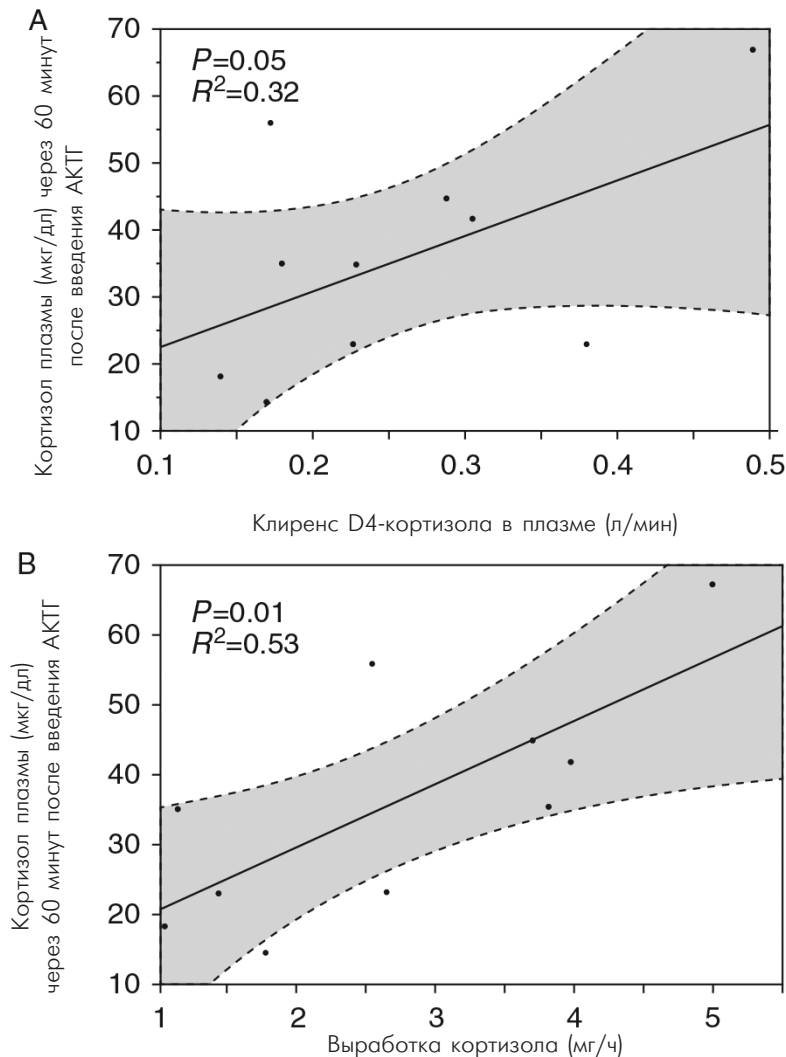 A
Кортизол плазмы (мкг/дл) через 60 минут
после введения АКТГ
70
60
50
40
30
20
10
P=0.05
R²=0.32
0.1 0.2 0.3 0.4 0.5
Клиренс D4-кортизола в плазме (л/мин)
B
Кортизол плазмы (мкг/дл)
через 60 минут после введения АКТГ
70
60
50
40
30
20
10
P=0.01
R²=0.53
1 2 3 4 5
Выработка кортизола (мг/ч)